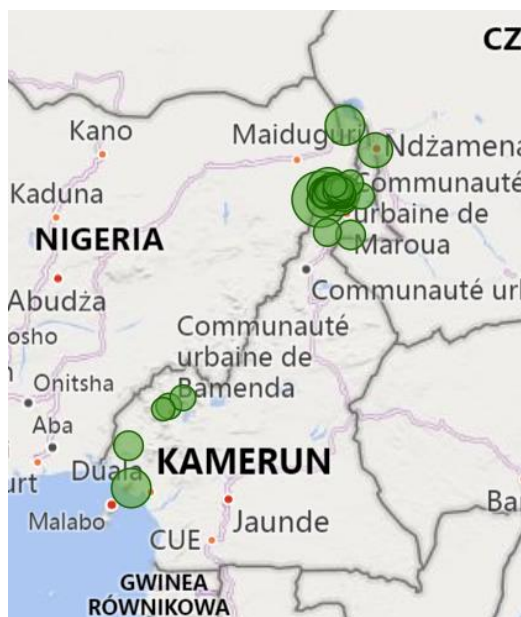 CZ
Kano
Maiduguri
Ndżamena
Kaduna
Communauté
urbaine de
Maroua
NIGERIA
Abudża
Communauté url
osho
Communauté
urbaine de
Bamenda
Onitsha
Aba
Duala
KAMERUN
urt
Malabo
Jaunde
Ba
CUE
GWINEA
RÓWNIKOWA